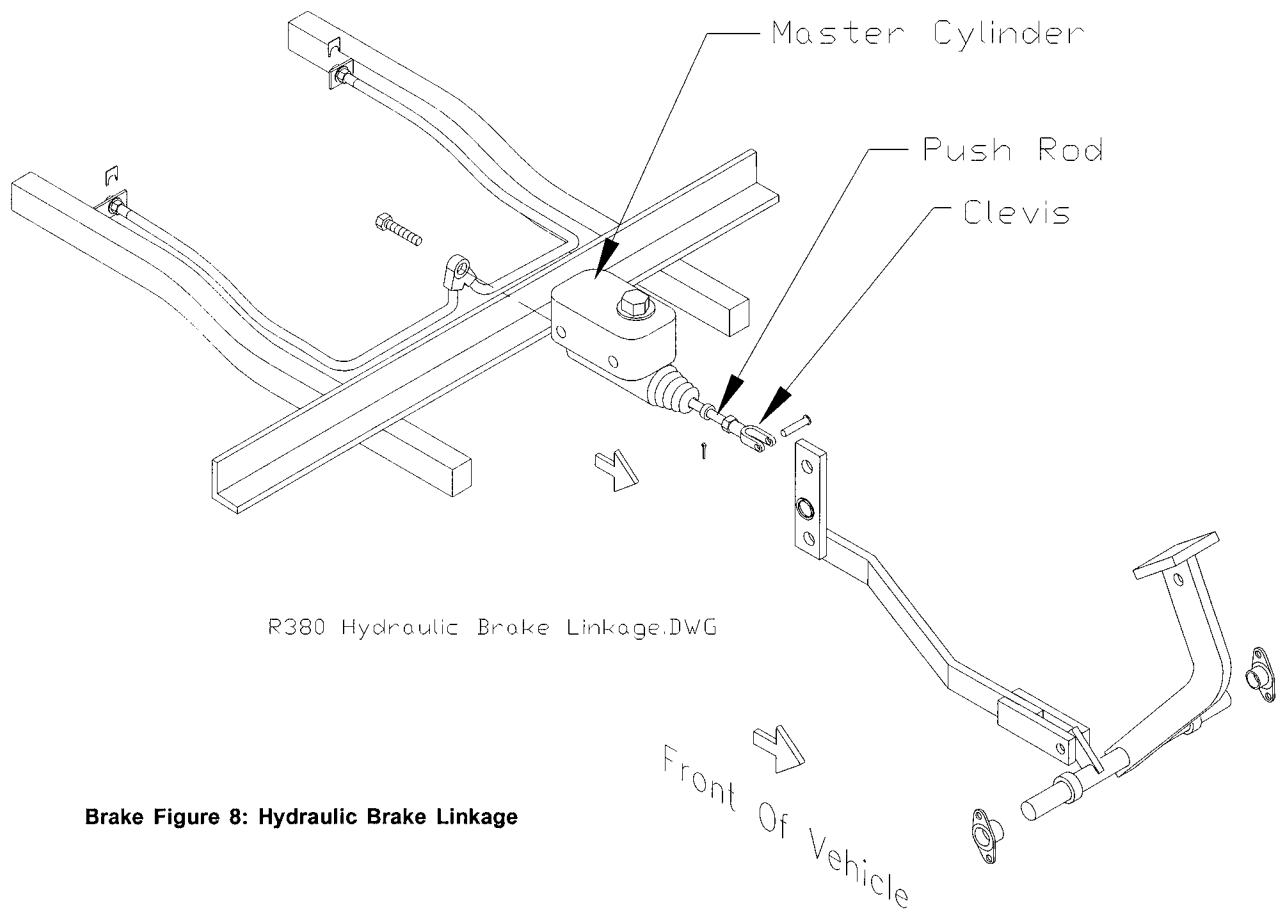 Master Cylinder
Push Rod
Clevis
R380 Hydraulic Brake Linkage.DWG
Front Of Vehicle
Brake Figure 8: Hydraulic Brake Linkage